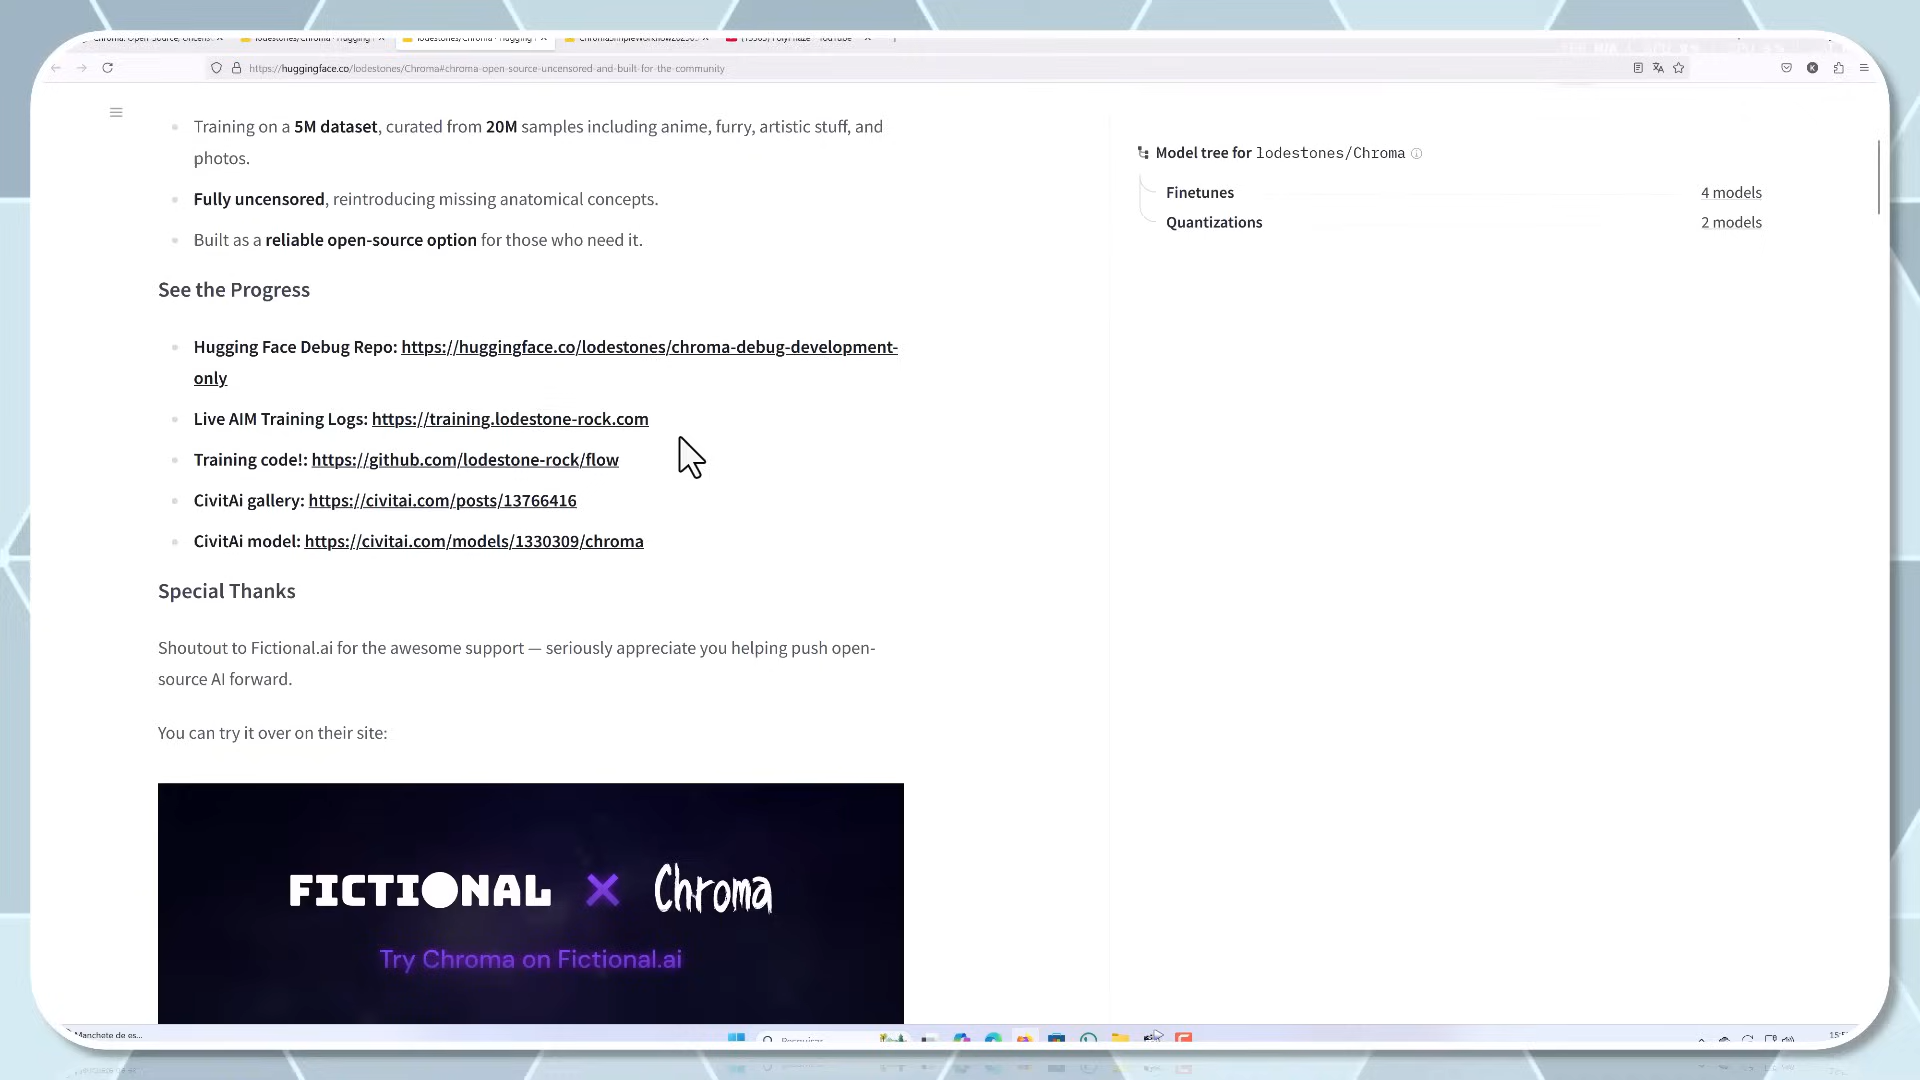 https://huggingface.co/lodestones/Chroma#chroma-open-source-uncensored-and-built-for-the-community
Training on a 5M dataset, curated from 20M samples including anime, furry, artistic stuff, and
photos.
Fully uncensored, reintroducing missing anatomical concepts.
Built as a reliable open-source option for those who need it.
See the Progress
Hugging Face Debug Repo: https://huggingface.co/lodestones/chroma-debug-development-
only
Live AIM Training Logs: https://training.lodestone-rock.com
Training code!: https://github.com/lodestone-rock/flow
CivitAi gallery: https://civitai.com/posts/13766416
CivitAi model: https://civitai.com/models/1330309/chroma
Special Thanks
Shoutout to Fictional.ai for the awesome support — seriously appreciate you helping push open-
source AI forward.
You can try it over on their site:
FICTIONAL X Chroma
Try Chroma on Fictional.ai
Model tree for lodestones/Chroma
Finetunes 4 models
Quantizations 2 models
Manchete de es...